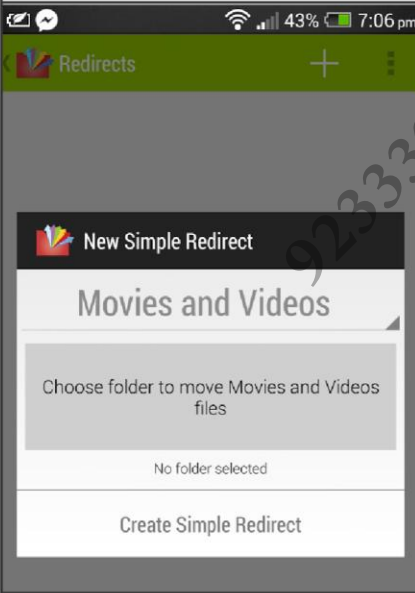 43% 7:06 pm
Redirects
New Simple Redirect
Movies and Videos
Choose folder to move Movies and Videos
files
No folder selected
Create Simple Redirect